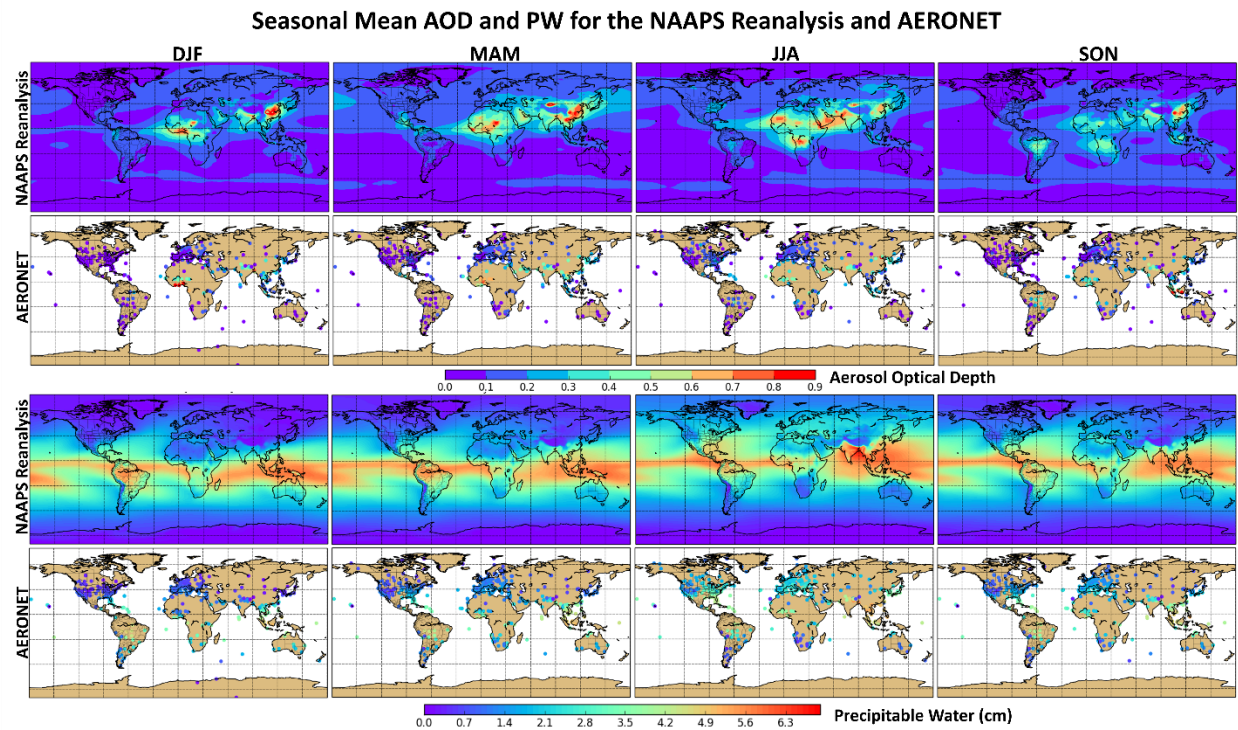 Seasonal Mean AOD and PW for the NAAPS Reanalysis and AERONET
DJF MAM JJA SON
NAAPS Reanalysis
AERONET
0.0 0.1 0.2 0.3 0.4 0.5 0.6 0.7 0.8 0.9
Aerosol Optical Depth
NAAPS Reanalysis
AERONET
0.0 0.7 1.4 2.1 2.8 3.5 4.2 4.9 5.6 6.3
Precipitable Water (cm)